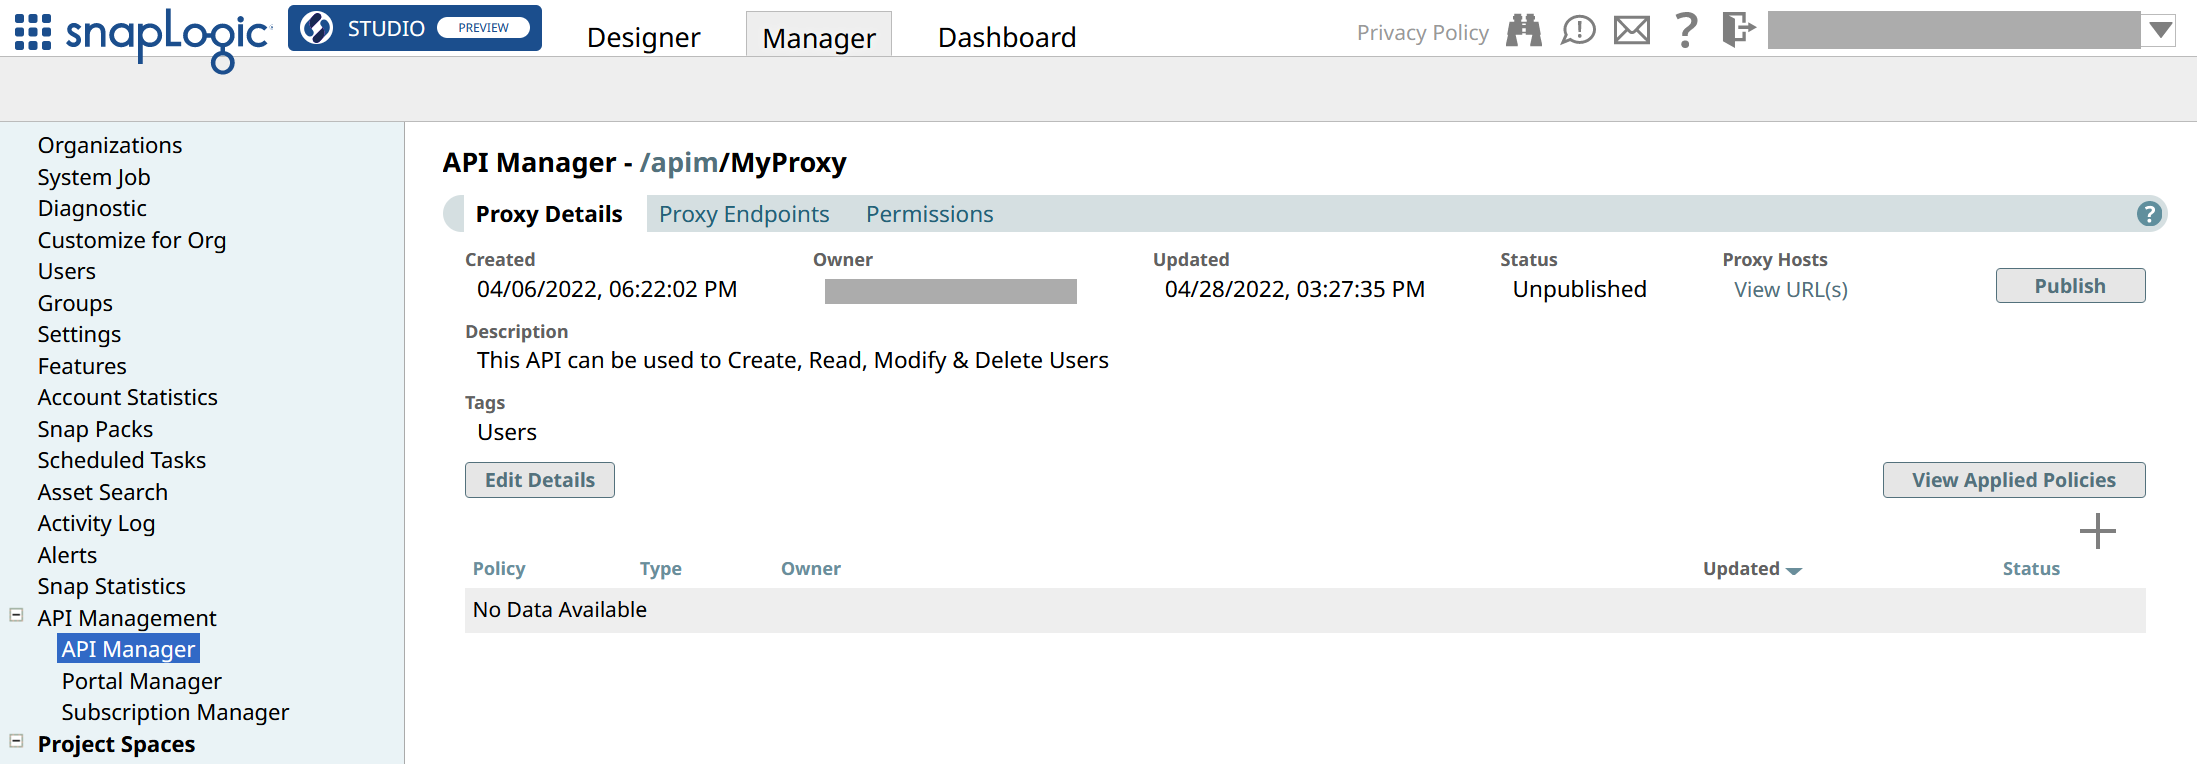 snapLogic
STUDIO PREVIEW
Designer
Manager
Dashboard
Privacy Policy
Organizations
System Job
Diagnostic
Customize for Org
Users
Groups
Settings
Features
Account Statistics
Snap Packs
Scheduled Tasks
Asset Search
Activity Log
Alerts
Snap Statistics
API Management
API Manager
Portal Manager
Subscription Manager
Project Spaces
API Manager - /apim/MyProxy
Proxy Details Proxy Endpoints Permissions ?
Created Owner Updated Status Proxy Hosts
04/06/2022, 06:22:02 PM 04/28/2022, 03:27:35 PM Unpublished View URL(s) Publish
Description
This API can be used to Create, Read, Modify & Delete Users
Tags
Users
Edit Details View Applied Policies
Policy Type Owner Updated Status
No Data Available